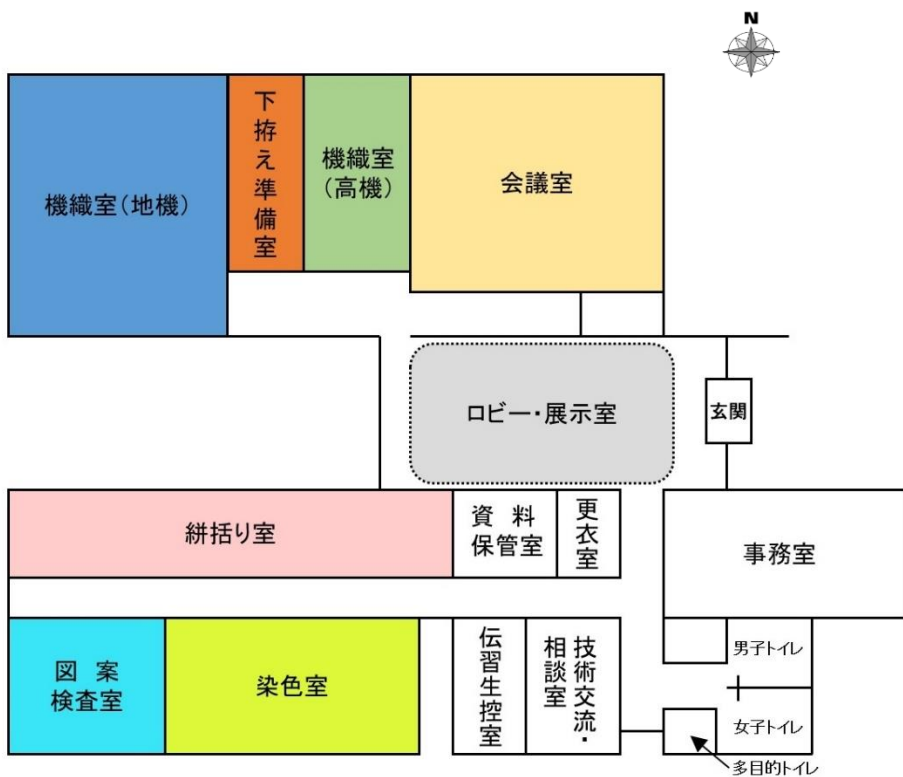 N
機織室(地機)
下拵え準備室
機織室
(高機)
会議室
ロビー・展示室
玄関
絣括り室
資 料
保管室
更衣室
事務室
図 案
検査室
染色室
伝習生控室
技術交流・
相談室
男子トイレ
女子トイレ
多目的トイレ